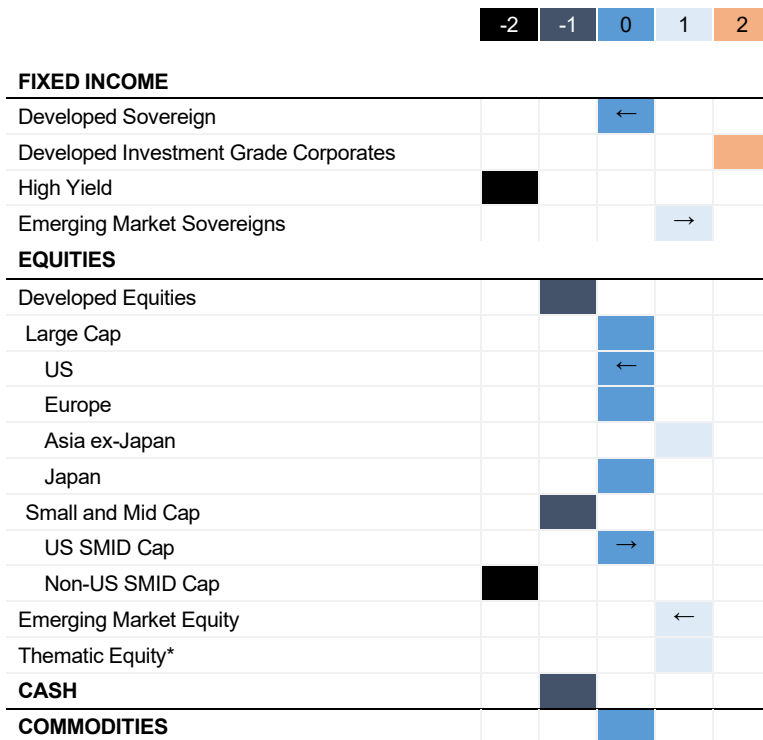 -2 -1 0 1 2
FIXED INCOME
Developed Sovereign ←
Developed Investment Grade Corporates
High Yield
Emerging Market Sovereigns →
EQUITIES
Developed Equities
Large Cap
US ←
Europe
Asia ex-Japan
Japan
Small and Mid Cap
US SMID Cap →
Non-US SMID Cap
Emerging Market Equity ←
Thematic Equity*
CASH
COMMODITIES